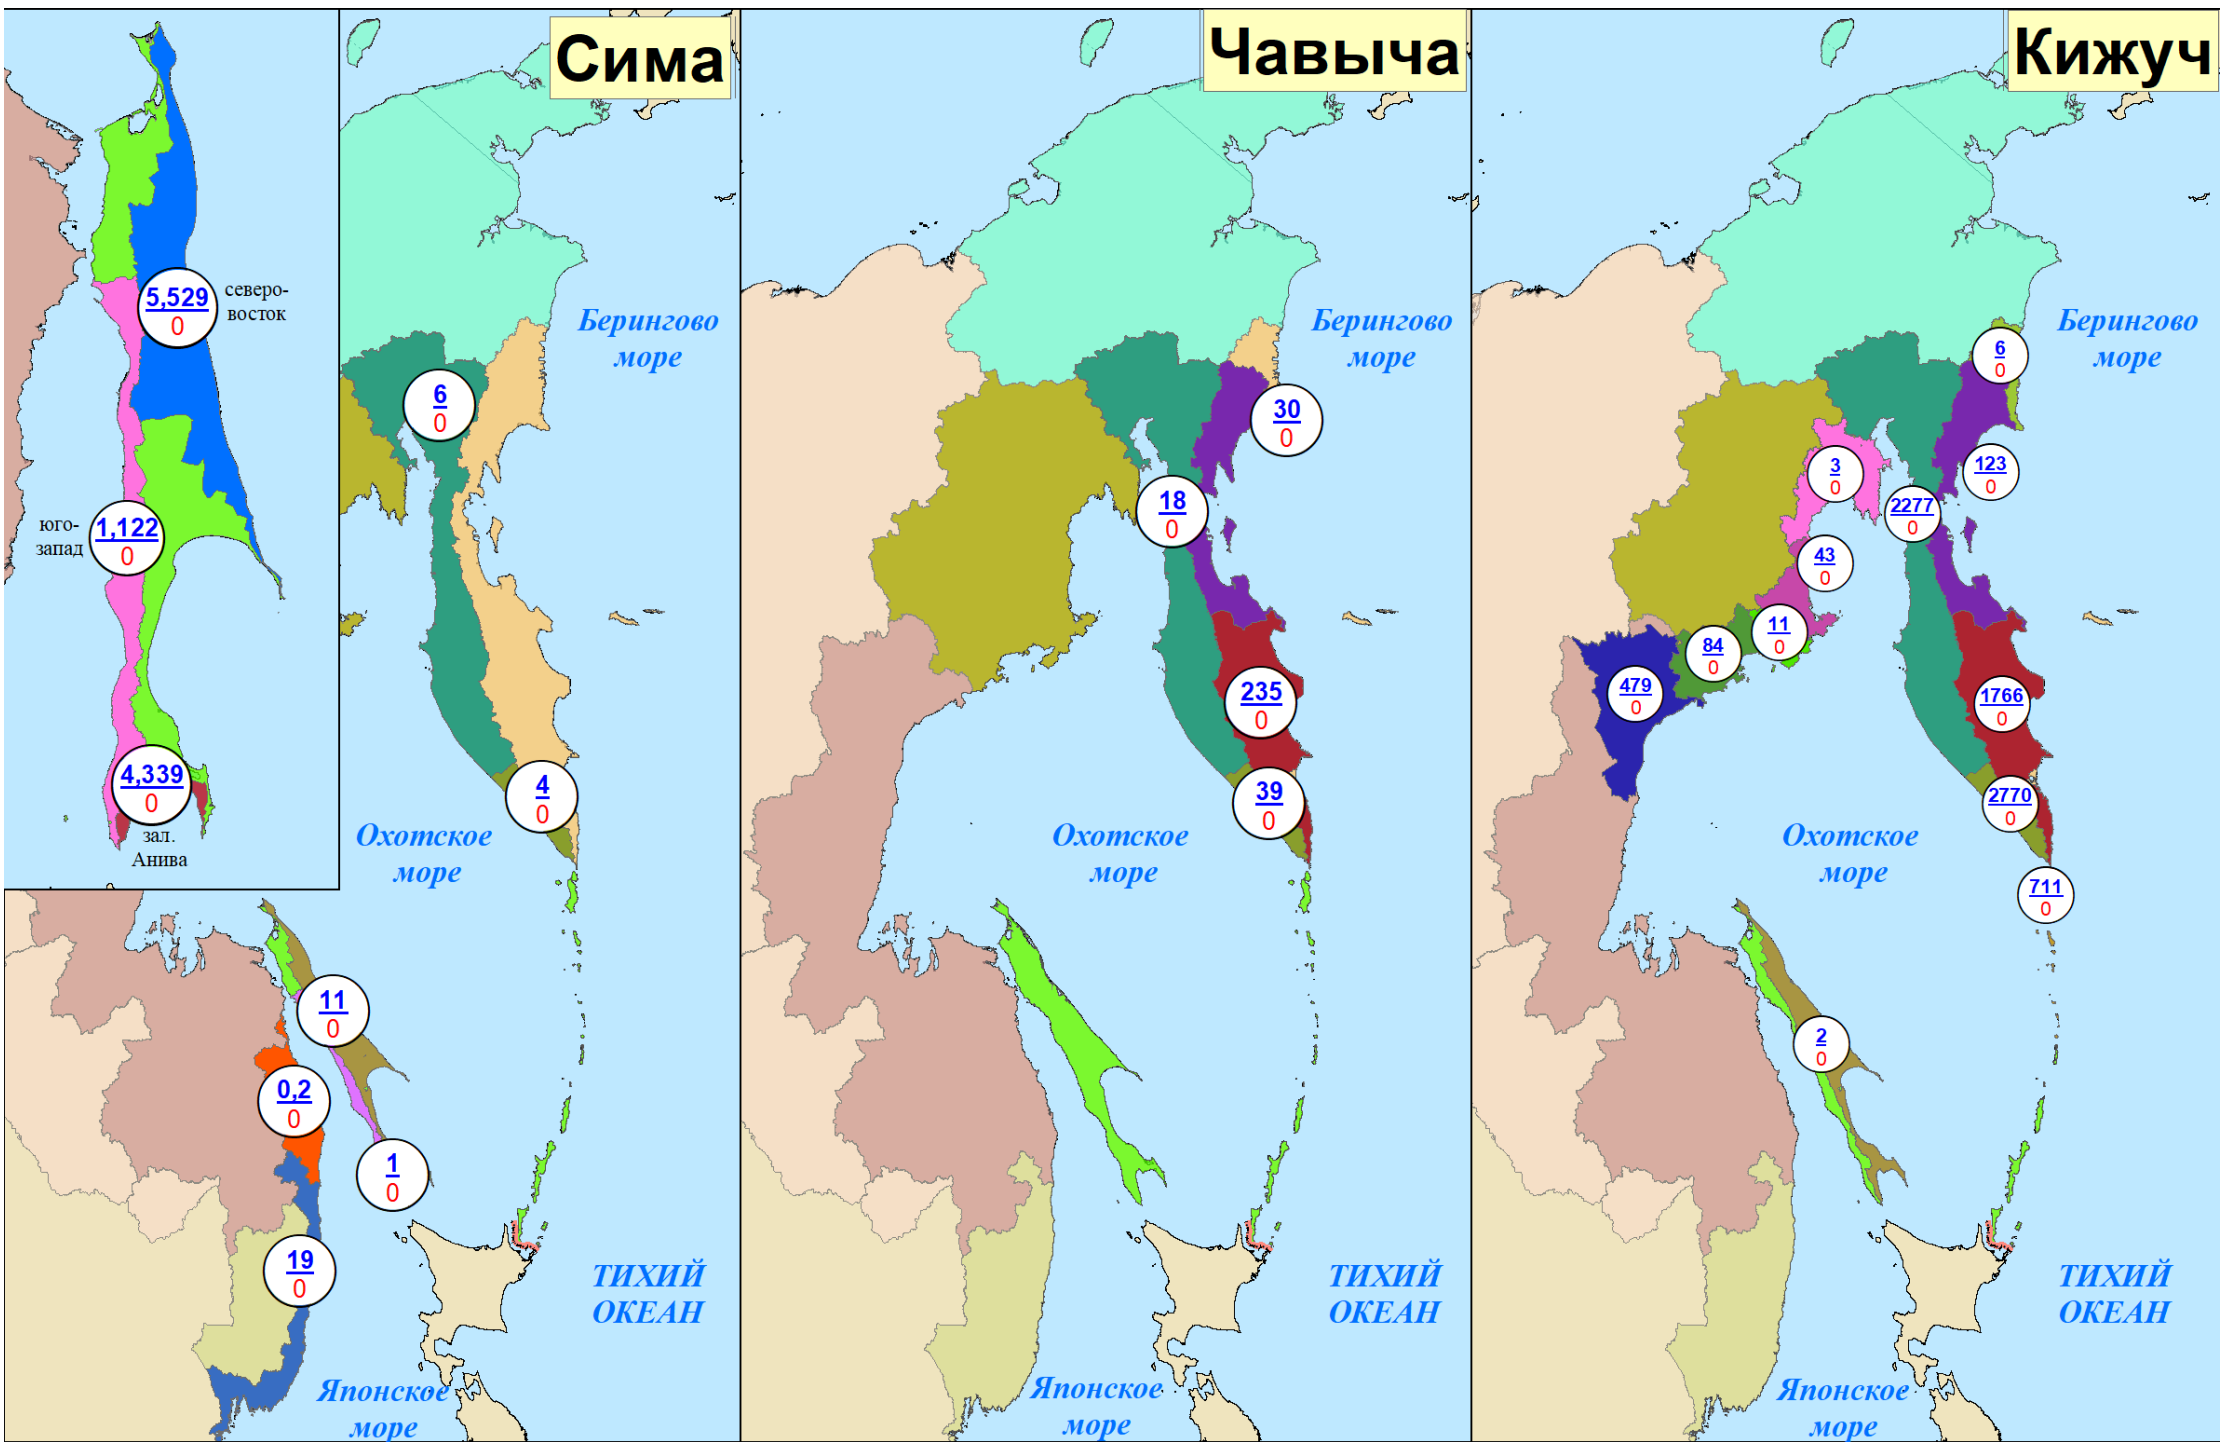 Сима
5,529
0
северо-
восток
юго-
запад
1,122
0
4,339
0
зал.
Анива
6
0
Берингово
море
4
0
Охотское
море
11
0
0,2
0
1
0
19
0
ТИХИЙ
ОКЕАН
Японское
море
Чавыча
Берингово
море
30
0
18
0
235
0
39
0
Охотское
море
ТИХИЙ
ОКЕАН
Японское
море
Кижуч
Берингово
море
6
0
123
0
3
0
2277
0
43
0
11
0
84
0
479
0
1766
0
2770
0
Охотское
море
711
0
2
0
ТИХИЙ
ОКЕАН
Японское
море